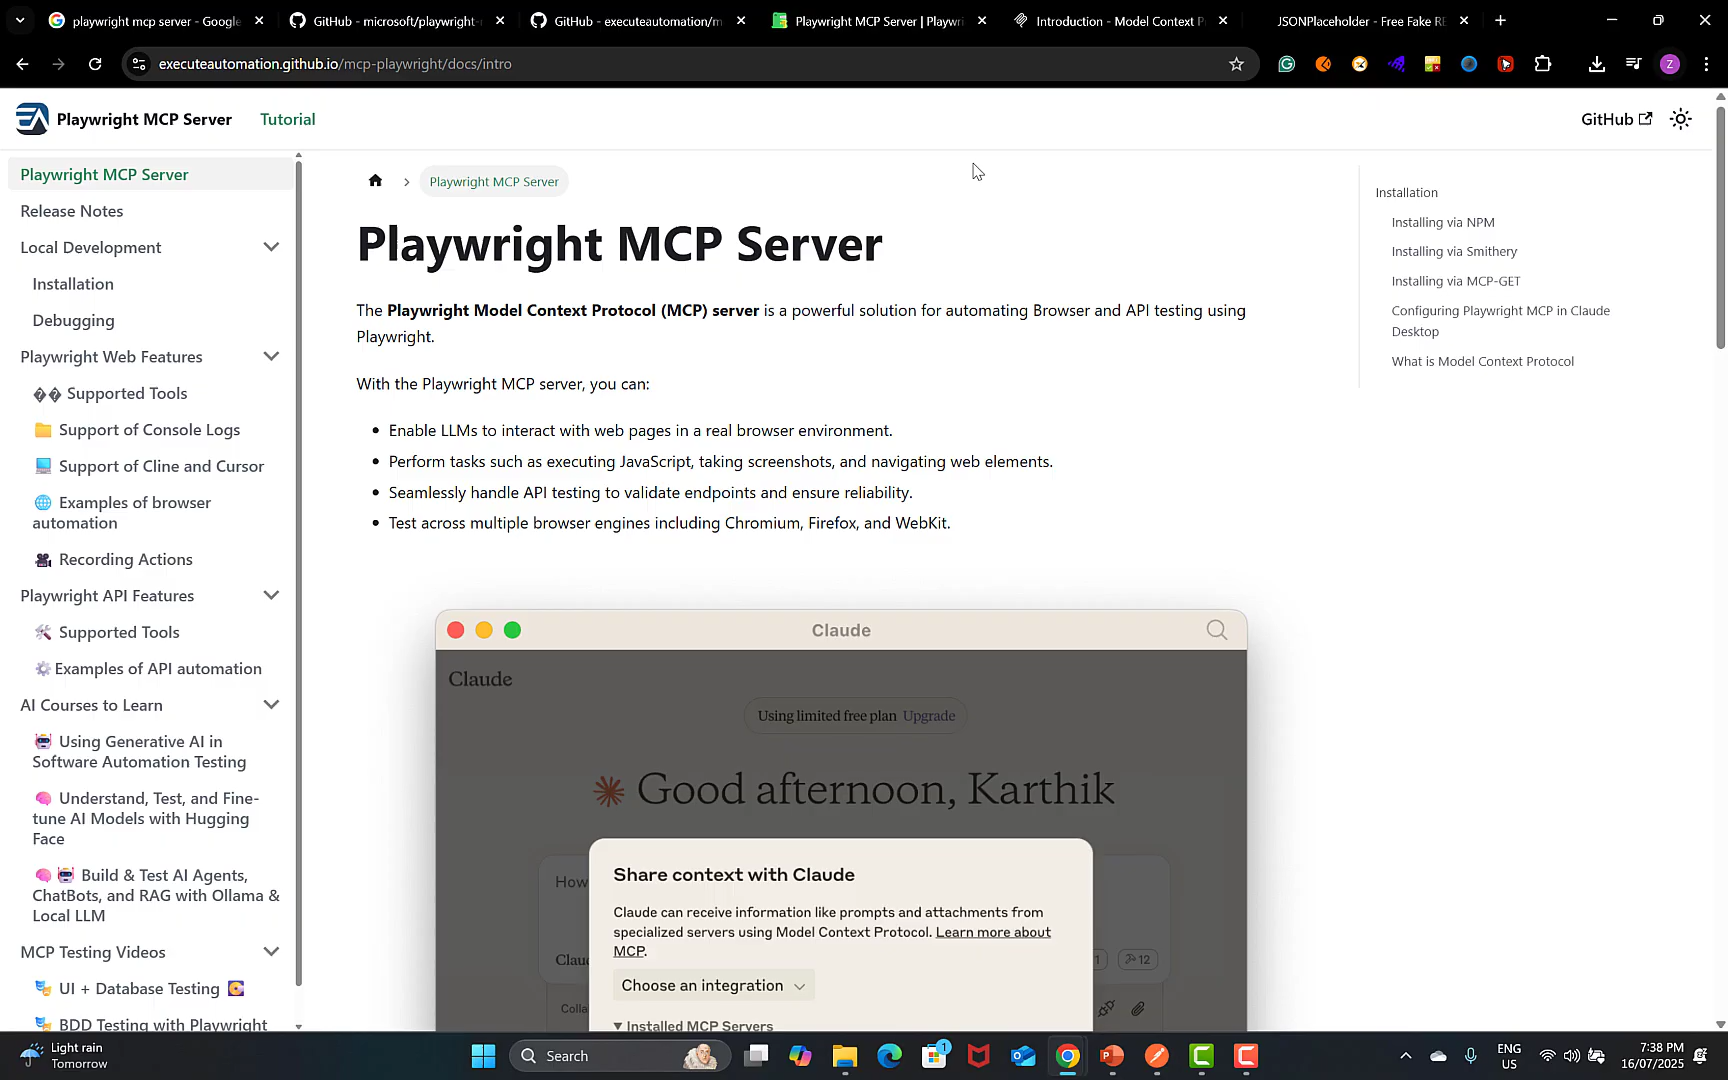 playwright mcp server - Google
GitHub - microsoft/playwright-
GitHub - executeautomation/m
Playwright MCP Server | Playwri
Introduction - Model Context P
JSONPlaceholder - Free Fake RE
executeautomation.github.io/mcp-playwright/docs/intro
Z
EA
Playwright MCP Server
Tutorial
GitHub
Playwright MCP Server
Release Notes
Local Development
Installation
Debugging
Playwright Web Features
�� Supported Tools
Support of Console Logs
Support of Cline and Cursor
Examples of browser
automation
Recording Actions
Playwright API Features
Supported Tools
Examples of API automation
AI Courses to Learn
Using Generative AI in
Software Automation Testing
Understand, Test, and Fine-
tune AI Models with Hugging
Face
Build & Test AI Agents,
ChatBots, and RAG with Ollama &
Local LLM
MCP Testing Videos
UI + Database Testing
BDD Testing with Playwright
Playwright MCP Server
Playwright MCP Server
The Playwright Model Context Protocol (MCP) server is a powerful solution for automating Browser and API testing using
Playwright.
With the Playwright MCP server, you can:
Enable LLMs to interact with web pages in a real browser environment.
Perform tasks such as executing JavaScript, taking screenshots, and navigating web elements.
Seamlessly handle API testing to validate endpoints and ensure reliability.
Test across multiple browser engines including Chromium, Firefox, and WebKit.
Claude
Claude
Using limited free plan Upgrade
Good afternoon, Karthik
How
Share context with Claude
Claude can receive information like prompts and attachments from
specialized servers using Model Context Protocol. Learn more about
MCP.
Clau
1
12
Choose an integration
Colla
Installed MCP Servers
Installation
Installing via NPM
Installing via Smithery
Installing via MCP-GET
Configuring Playwright MCP in Claude
Desktop
What is Model Context Protocol
Light rain
Tomorrow
Search
1
ENG
US
7:38 PM
16/07/2025